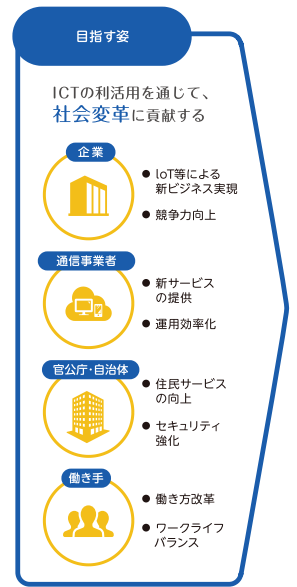 目指す姿
ICTの利活用を通じて、
社会変革に貢献する
企業
● IoT等による
新ビジネス実現
● 競争力向上
通信事業者
● 新サービス
の提供
● 運用効率化
官公庁・自治体
● 住民サービス
の向上
● セキュリティ
強化
働き手
● 働き方改革
● ワークライフ
バランス